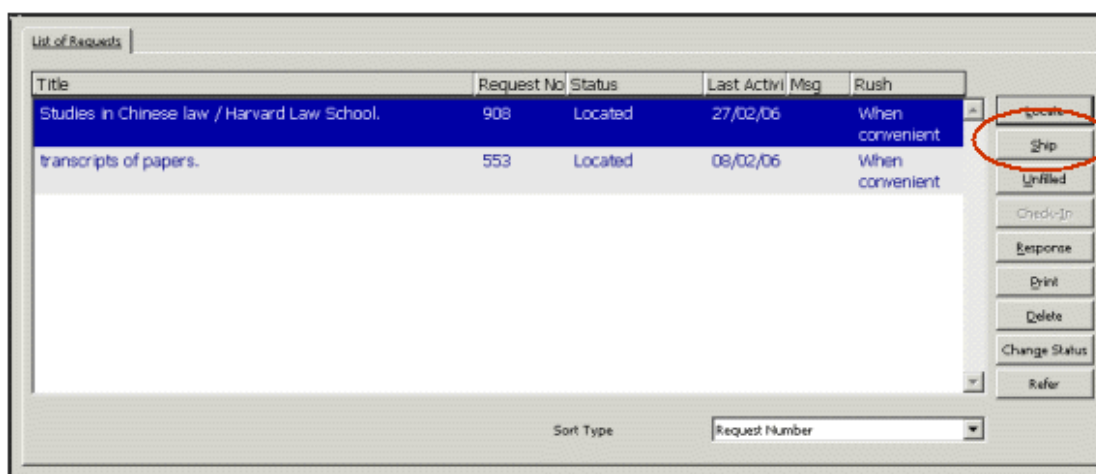 List of Requests
Title Request No Status Last Activi Msg Rush
Studies in Chinese law / Harvard Law School. 908 Located 27/02/06 When
convenient
transcripts of papers. 553 Located 08/02/06 When
convenient
Locate
Ship
Unfilled
Check-In
Response
Print
Delete
Change Status
Refer
Sort Type Request Number